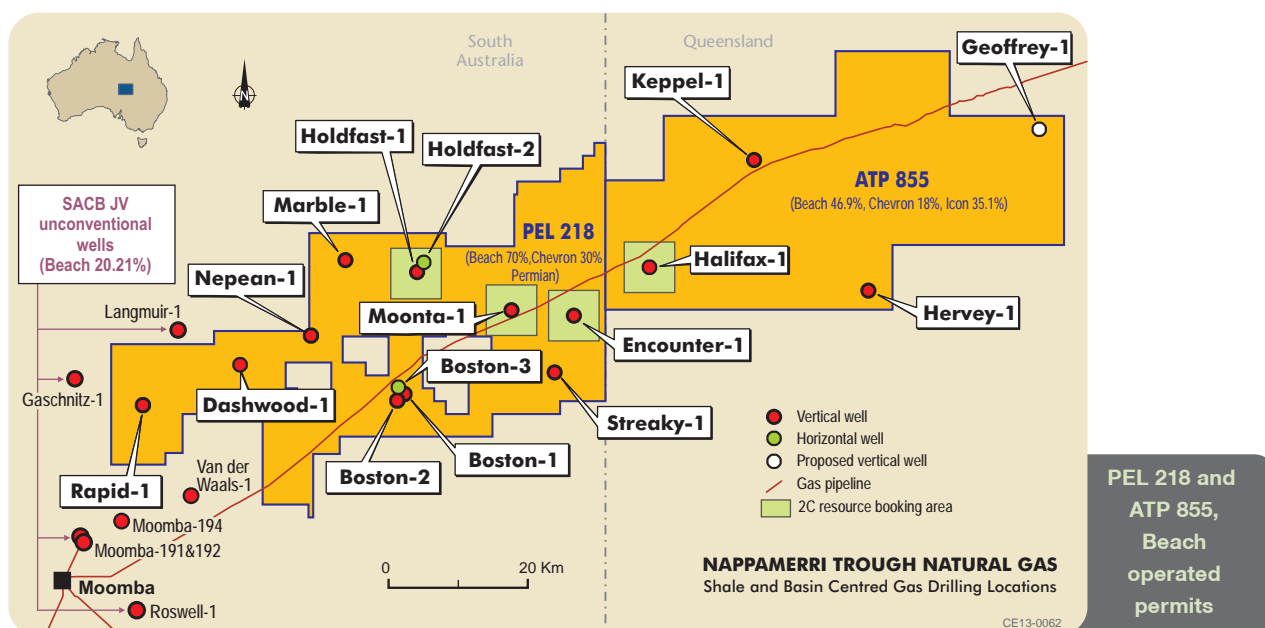 South
Australia
Queensland
Geoffrey-1
Keppel-1
Holdfast-1
Holdfast-2
ATP 855
(Beach 46.9%, Chevron 18%, Icon 35.1%)
SACB JV
unconventional
wells
(Beach 20.21%)
Marble-1
PEL 218
(Beach 70%,Chevron 30%
Permian)
Nepean-1
Halifax-1
Langmuir-1
Moonta-1
Hervey-1
Encounter-1
Boston-3
Gaschnitz-1
Dashwood-1
Streaky-1
Vertical well
Horizontal well
Proposed vertical well
Gas pipeline
2C resource booking area
Boston-1
Boston-2
Rapid-1
Van der
Waals-1
Moomba-194
Moomba-191&192
Moomba
Roswell-1
0 20 Km
NAPPAMERRI TROUGH NATURAL GAS
Shale and Basin Centred Gas Drilling Locations
CE13-0062
PEL 218 and
ATP 855,
Beach
operated
permits